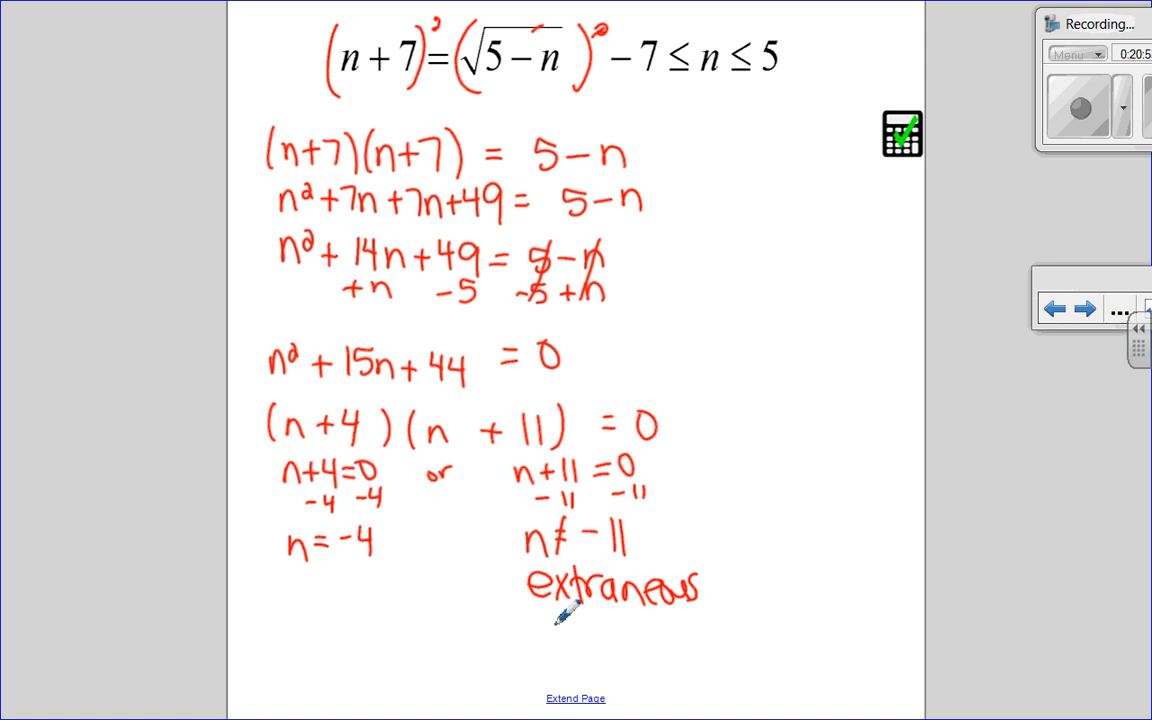 (n + 7)² = (√5 − n )² − 7 ≤ n ≤ 5
(n+7)(n+7) = 5 − n
n² + 7n + 7n + 49 = 5 − n
n² + 14n + 49 = 5 − n
+n −5 −5 +n
n² + 15n + 44 = 0
(n + 4 ) ( n + 11 ) = 0
n+4=0 or n+11=0
−4 −4 −11 −11
n = −4 n ≠ −11
extraneous
Extend Page
Recording...
Menu
0:20:5
...